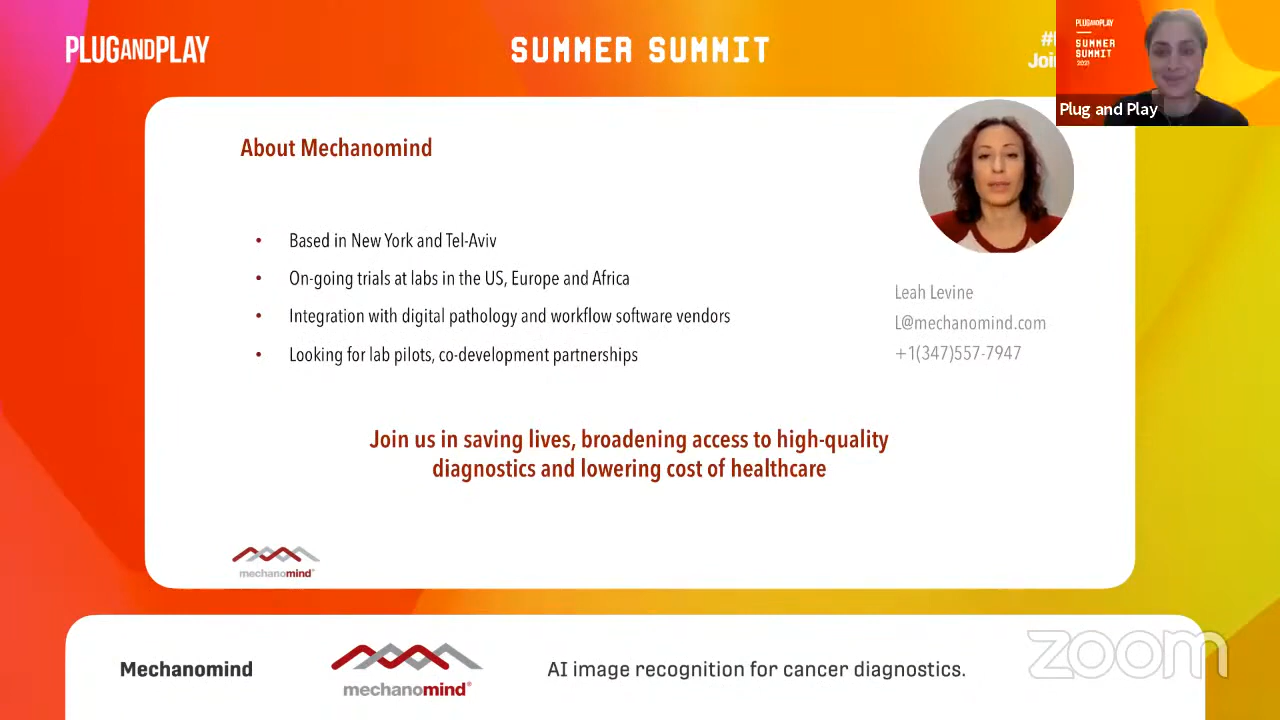 PLUGANDPLAY
SUMMER SUMMIT
Plug and Play
PLUGANDPLAY
SUMMER
SUMMIT
2021
About Mechanomind
• Based in New York and Tel-Aviv
• On-going trials at labs in the US, Europe and Africa
• Integration with digital pathology and workflow software vendors
• Looking for lab pilots, co-development partnerships
Leah Levine
L@mechanomind.com
+1(347)557-7947
Join us in saving lives, broadening access to high-quality
diagnostics and lowering cost of healthcare
mechanomind®
Mechanomind
mechanomind®
AI image recognition for cancer diagnostics.
zoom